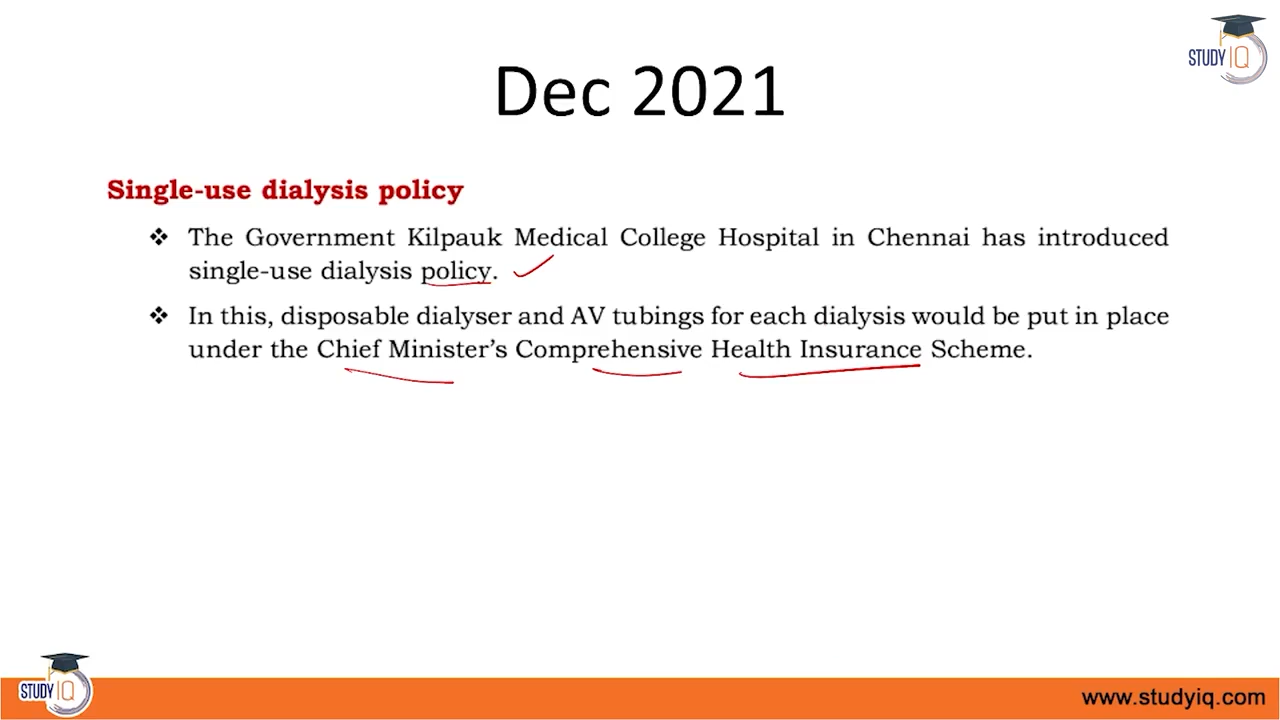 STUDY IQ
Dec 2021
Single-use dialysis policy
❖ The Government Kilpauk Medical College Hospital in Chennai has introduced
single-use dialysis policy.
❖ In this, disposable dialyser and AV tubings for each dialysis would be put in place
under the Chief Minister’s Comprehensive Health Insurance Scheme.
STUDY IQ
www.studyiq.com